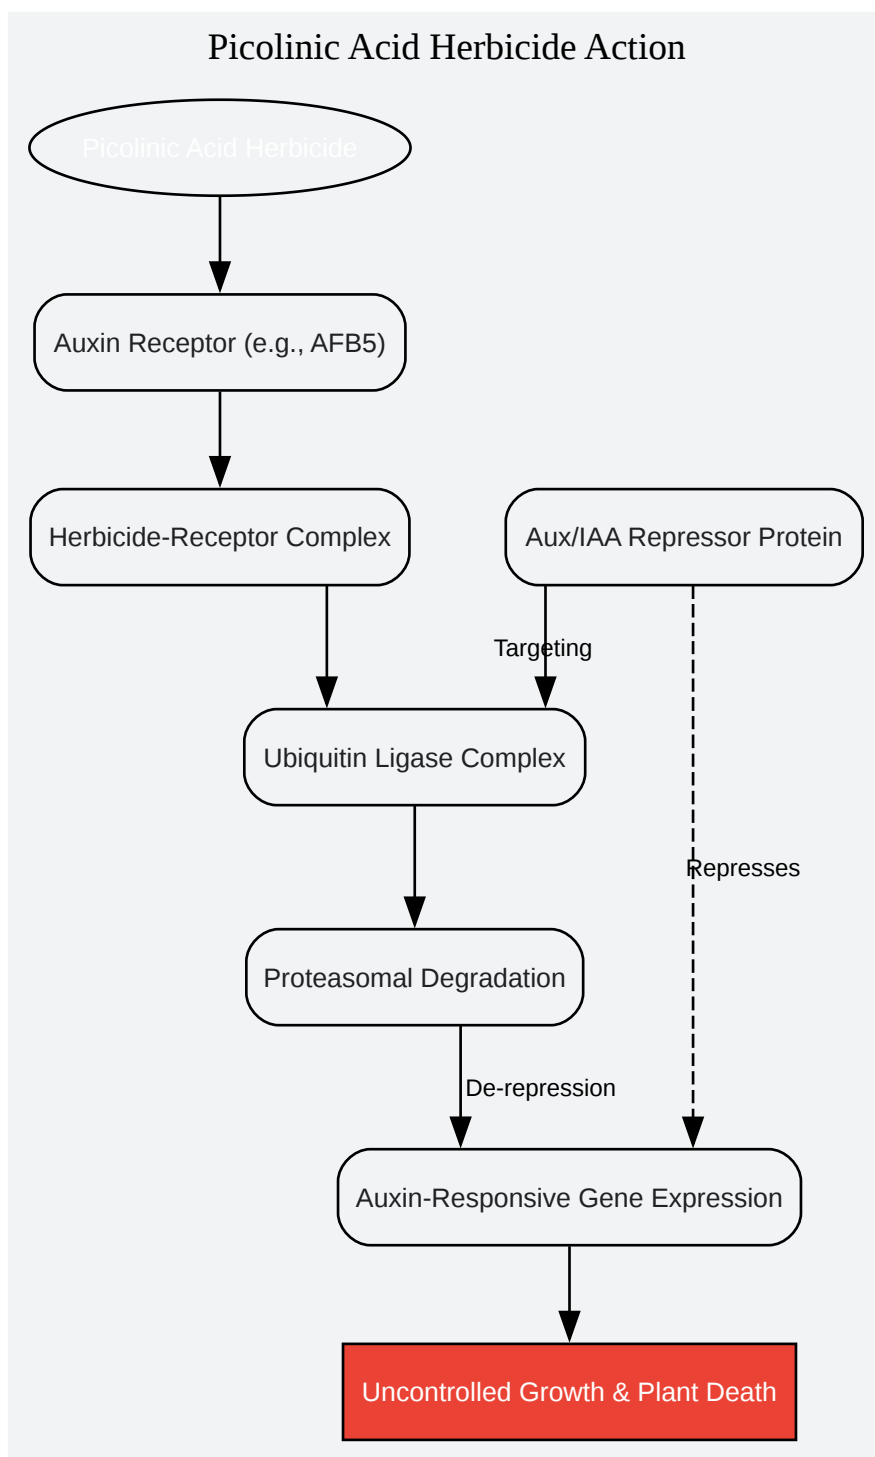 Picolinic Acid Herbicide Action
Picolinic Acid Herbicide
Auxin Receptor (e.g., AFB5)
Herbicide-Receptor Complex
Aux/IAA Repressor Protein
Targeting
Ubiquitin Ligase Complex
Represses
Proteasomal Degradation
De-repression
Auxin-Responsive Gene Expression
Uncontrolled Growth & Plant Death